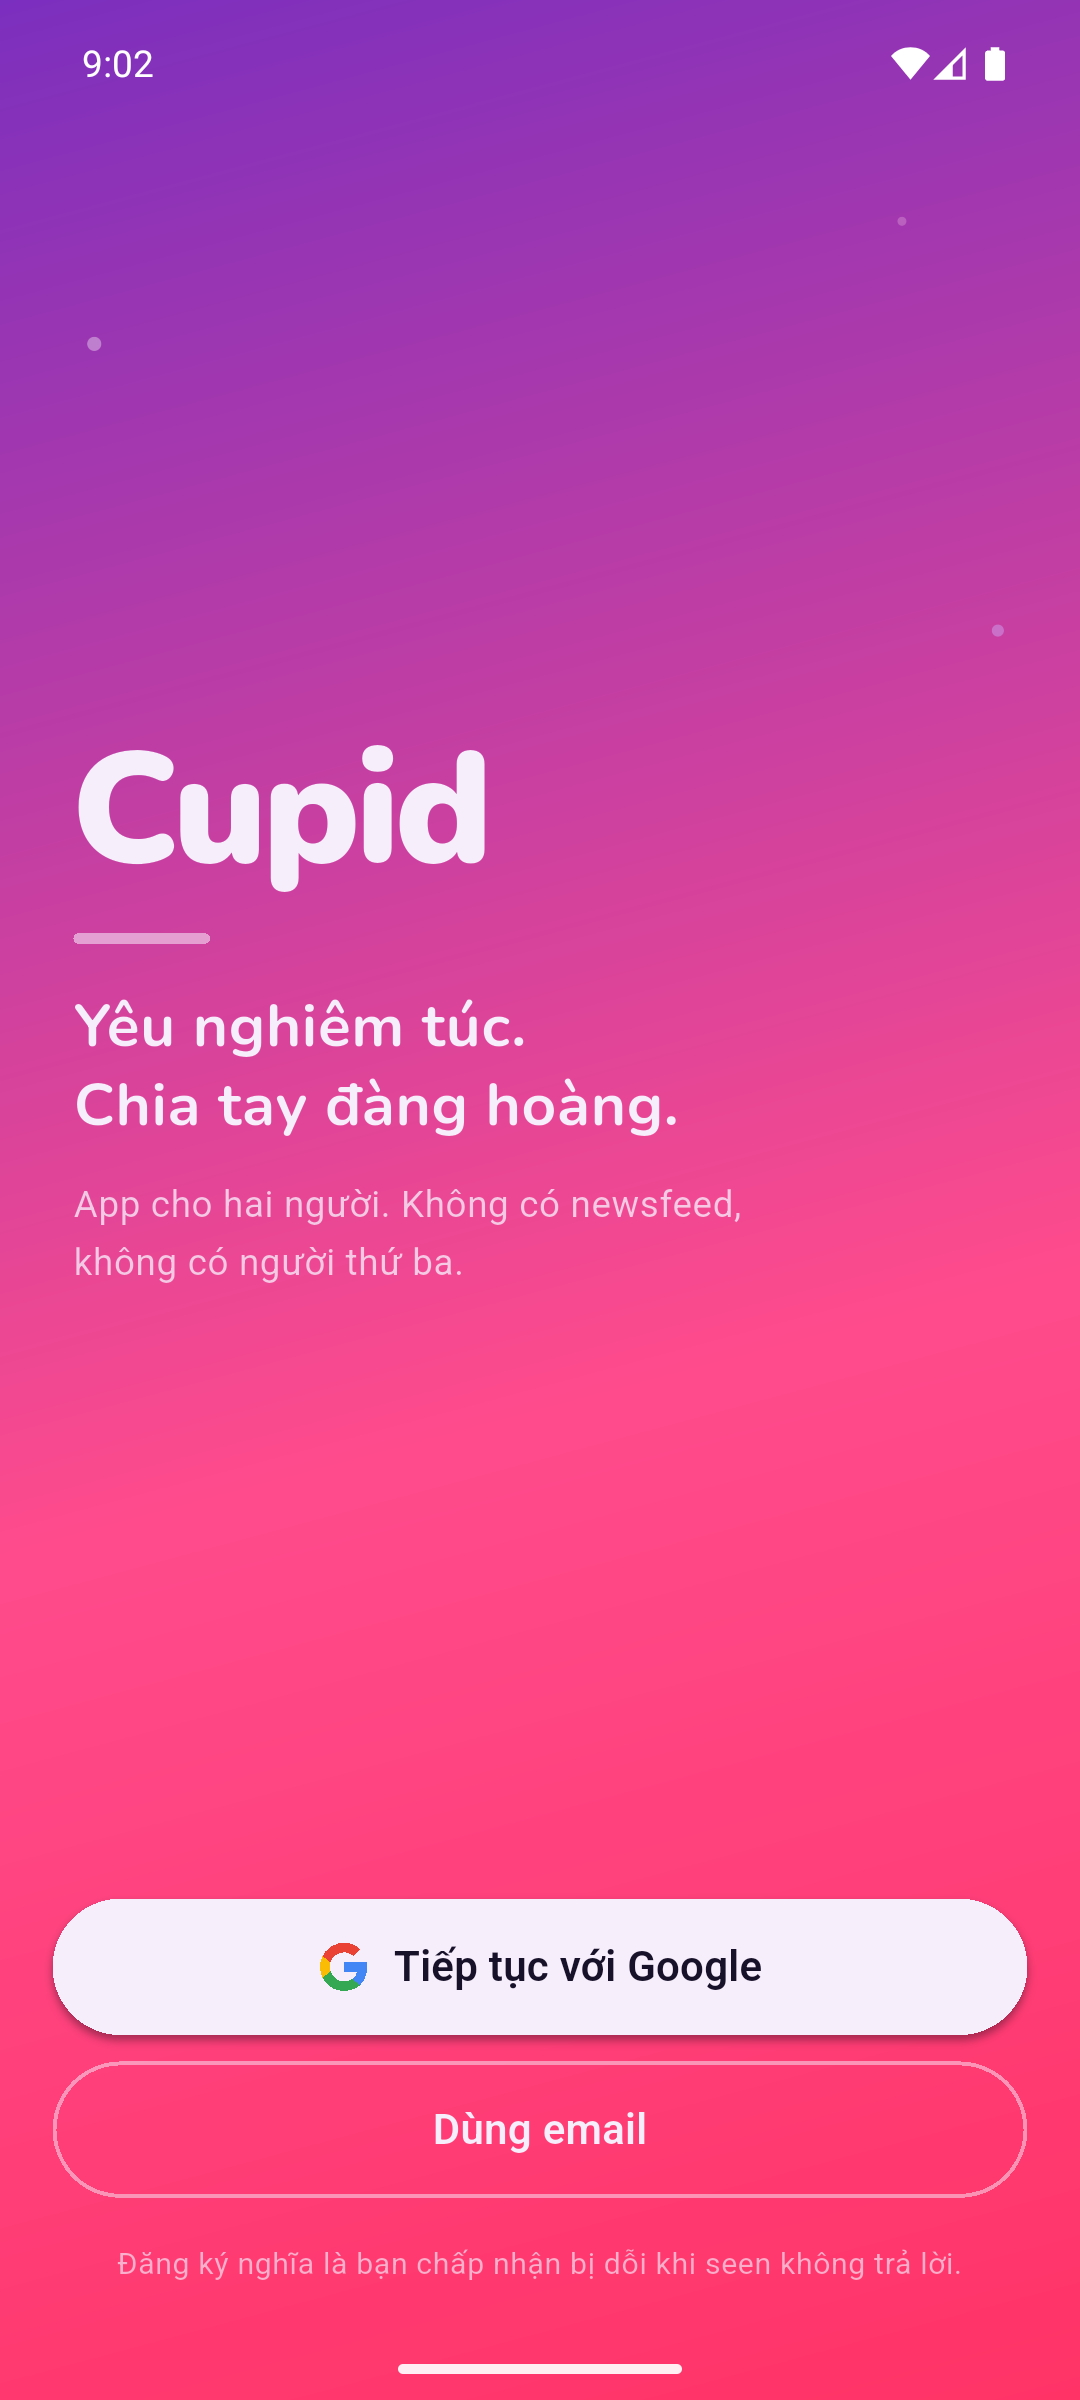 9:02
Cupid
Yêu nghiêm túc.
Chia tay đàng hoàng.
App cho hai người. Không có newsfeed,
không có người thứ ba.
Tiếp tục với Google
Dùng email
Đăng ký nghĩa là bạn chấp nhận bị dỗi khi seen không trả lời.